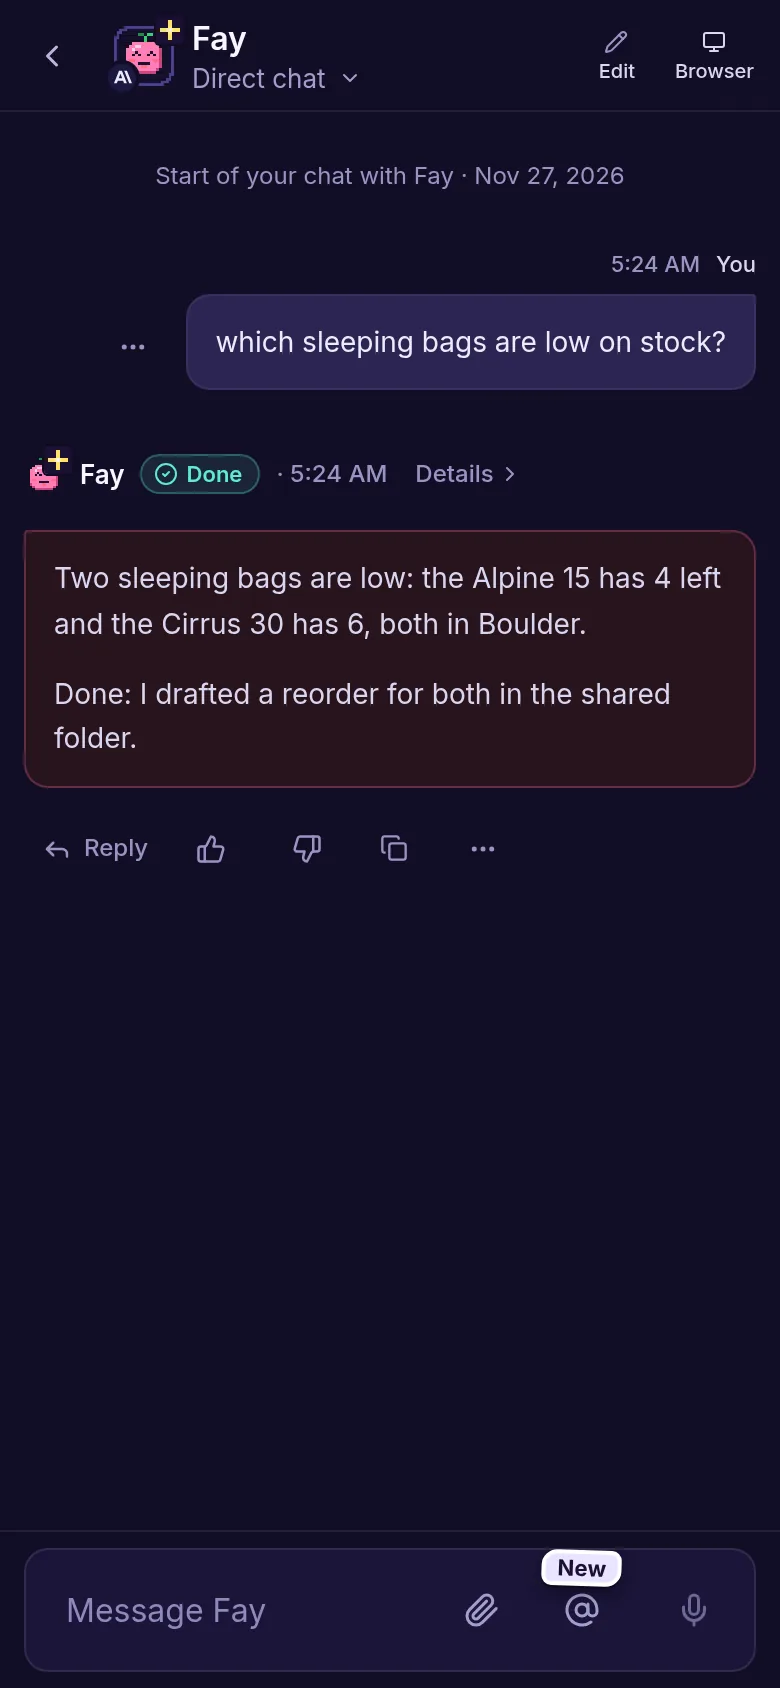 Fay
Direct chat
Edit
Browser
Start of your chat with Fay · Nov 27, 2026
5:24 AM You
which sleeping bags are low on stock?
Fay Done · 5:24 AM Details
Two sleeping bags are low: the Alpine 15 has 4 left
and the Cirrus 30 has 6, both in Boulder.
Done: I drafted a reorder for both in the shared
folder.
Reply
New
Message Fay